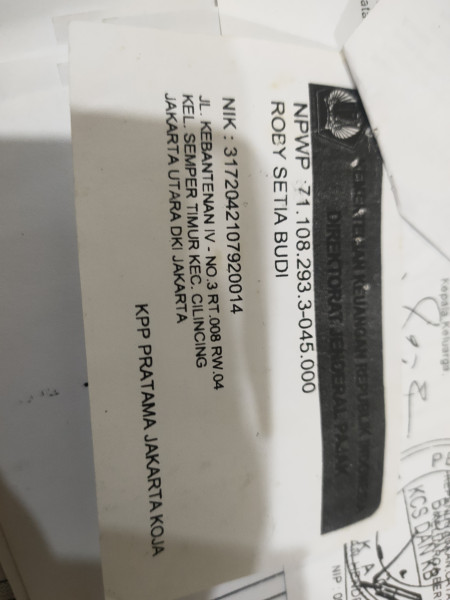 KEMENTERIAN KEUANGAN REPUBLIK INDONESIA
DIREKTORAT JENDERAL PAJAK
NPWP : 71.108.293.3-045.000
ROBY SETIA BUDI
NIK : 3172042107920014
JL. KEBANTENAN IV - NO.3 RT.008 RW.04
KEL. SEMPER TIMUR KEC. CILINCING
JAKARTA UTARA DKI JAKARTA
KPP PRATAMA JAKARTA KOJA
Kepala Keluarga
KCS DAN KB
NIP